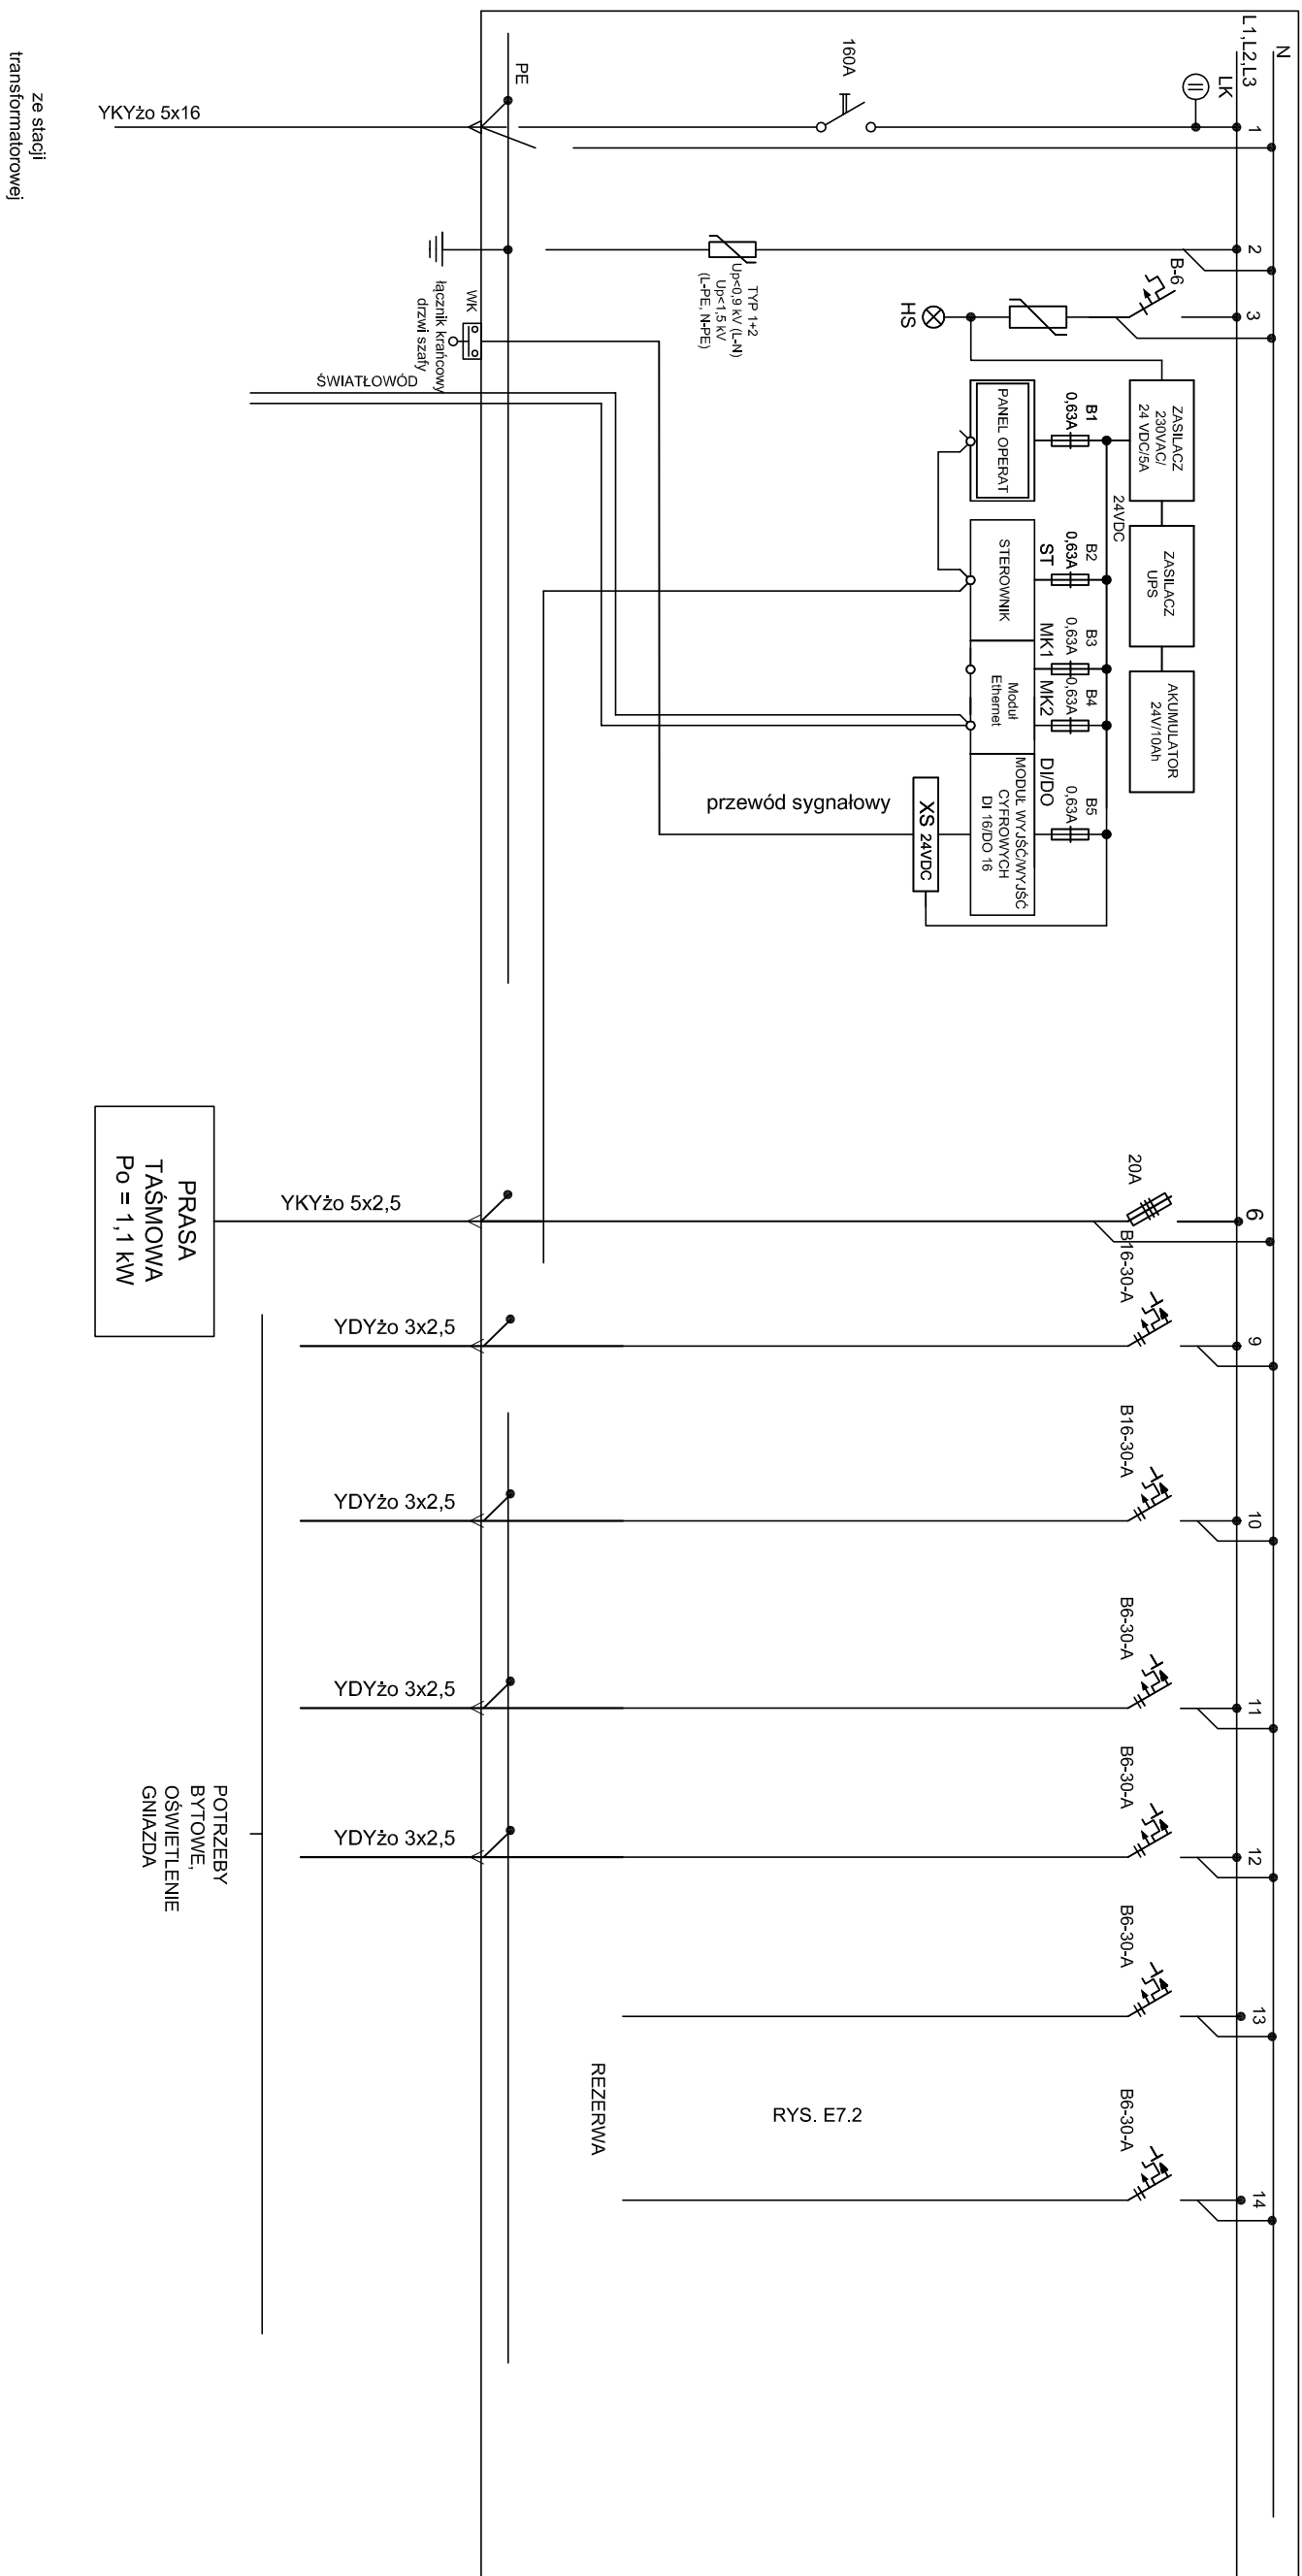 N
L1,L2,L3
LK
1
160A
PE
YKYżo 5x16
ze stacji
transformatorowej
2
TYP 1+2
Up<0,9 kV (L-N)
Up<1,5 kV
(L-PE, N-PE)
3
B-6
HS
WK
łącznik krańcowy
drzwi szafy
ŚWIATŁOWÓD
ZASILACZ
230VAC/
24 VDC/5A
ZASILACZ
UPS
AKUMULATOR
24V/10Ah
24VDC
B1
0,63A
B2
0,63A
B3
0,63A
B4
0,63A
B5
0,63A
ST
MK1
MK2
DI/DO
PANEL OPERAT
STEROWNIK
Moduł
Ethernet
MODUŁ WYJŚĆ/WYJŚĆ
CYFROWYCH
DI 16/DO 16
XS 24VDC
przewód sygnałowy
6
20A
YKYżo 5x2,5
PRASA
TAŚMOWA
Po = 1,1 kW
9
B16-30-A
YDYżo 3x2,5
10
B16-30-A
YDYżo 3x2,5
11
B6-30-A
YDYżo 3x2,5
12
B6-30-A
YDYżo 3x2,5
POTRZEBY
BYTOWE,
OŚWIETLENIE
GNIAZDA
13
B6-30-A
REZERWA
RYS. E7.2
14
B6-30-A